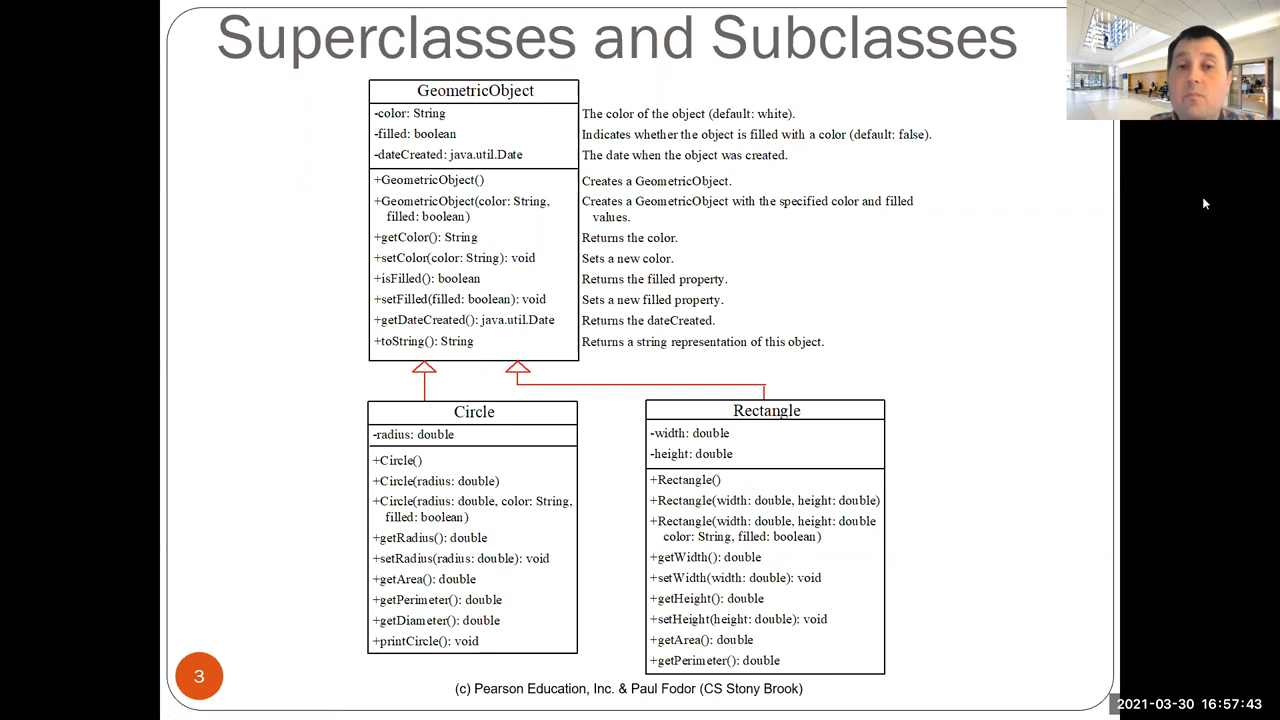 Superclasses and Subclasses
GeometricObject
-color: String
The color of the object (default: white).
-filled: boolean
Indicates whether the object is filled with a color (default: false).
-dateCreated: java.util.Date
The date when the object was created.
+GeometricObject()
Creates a GeometricObject.
+GeometricObject(color: String,
filled: boolean)
Creates a GeometricObject with the specified color and filled
values.
+getColor(): String
Returns the color.
+setColor(color: String): void
Sets a new color.
+isFilled(): boolean
Returns the filled property.
+setFilled(filled: boolean): void
Sets a new filled property.
+getDateCreated(): java.util.Date
Returns the dateCreated.
+toString(): String
Returns a string representation of this object.
Circle
-radius: double
+Circle()
+Circle(radius: double)
+Circle(radius: double, color: String,
filled: boolean)
+getRadius(): double
+setRadius(radius: double): void
+getArea(): double
+getPerimeter(): double
+getDiameter(): double
+printCircle(): void
Rectangle
-width: double
-height: double
+Rectangle()
+Rectangle(width: double, height: double)
+Rectangle(width: double, height: double
color: String, filled: boolean)
+getWidth(): double
+setWidth(width: double): void
+getHeight(): double
+setHeight(height: double): void
+getArea(): double
+getPerimeter(): double
3
(c) Pearson Education, Inc. & Paul Fodor (CS Stony Brook)
2021-03-30 16:57:43